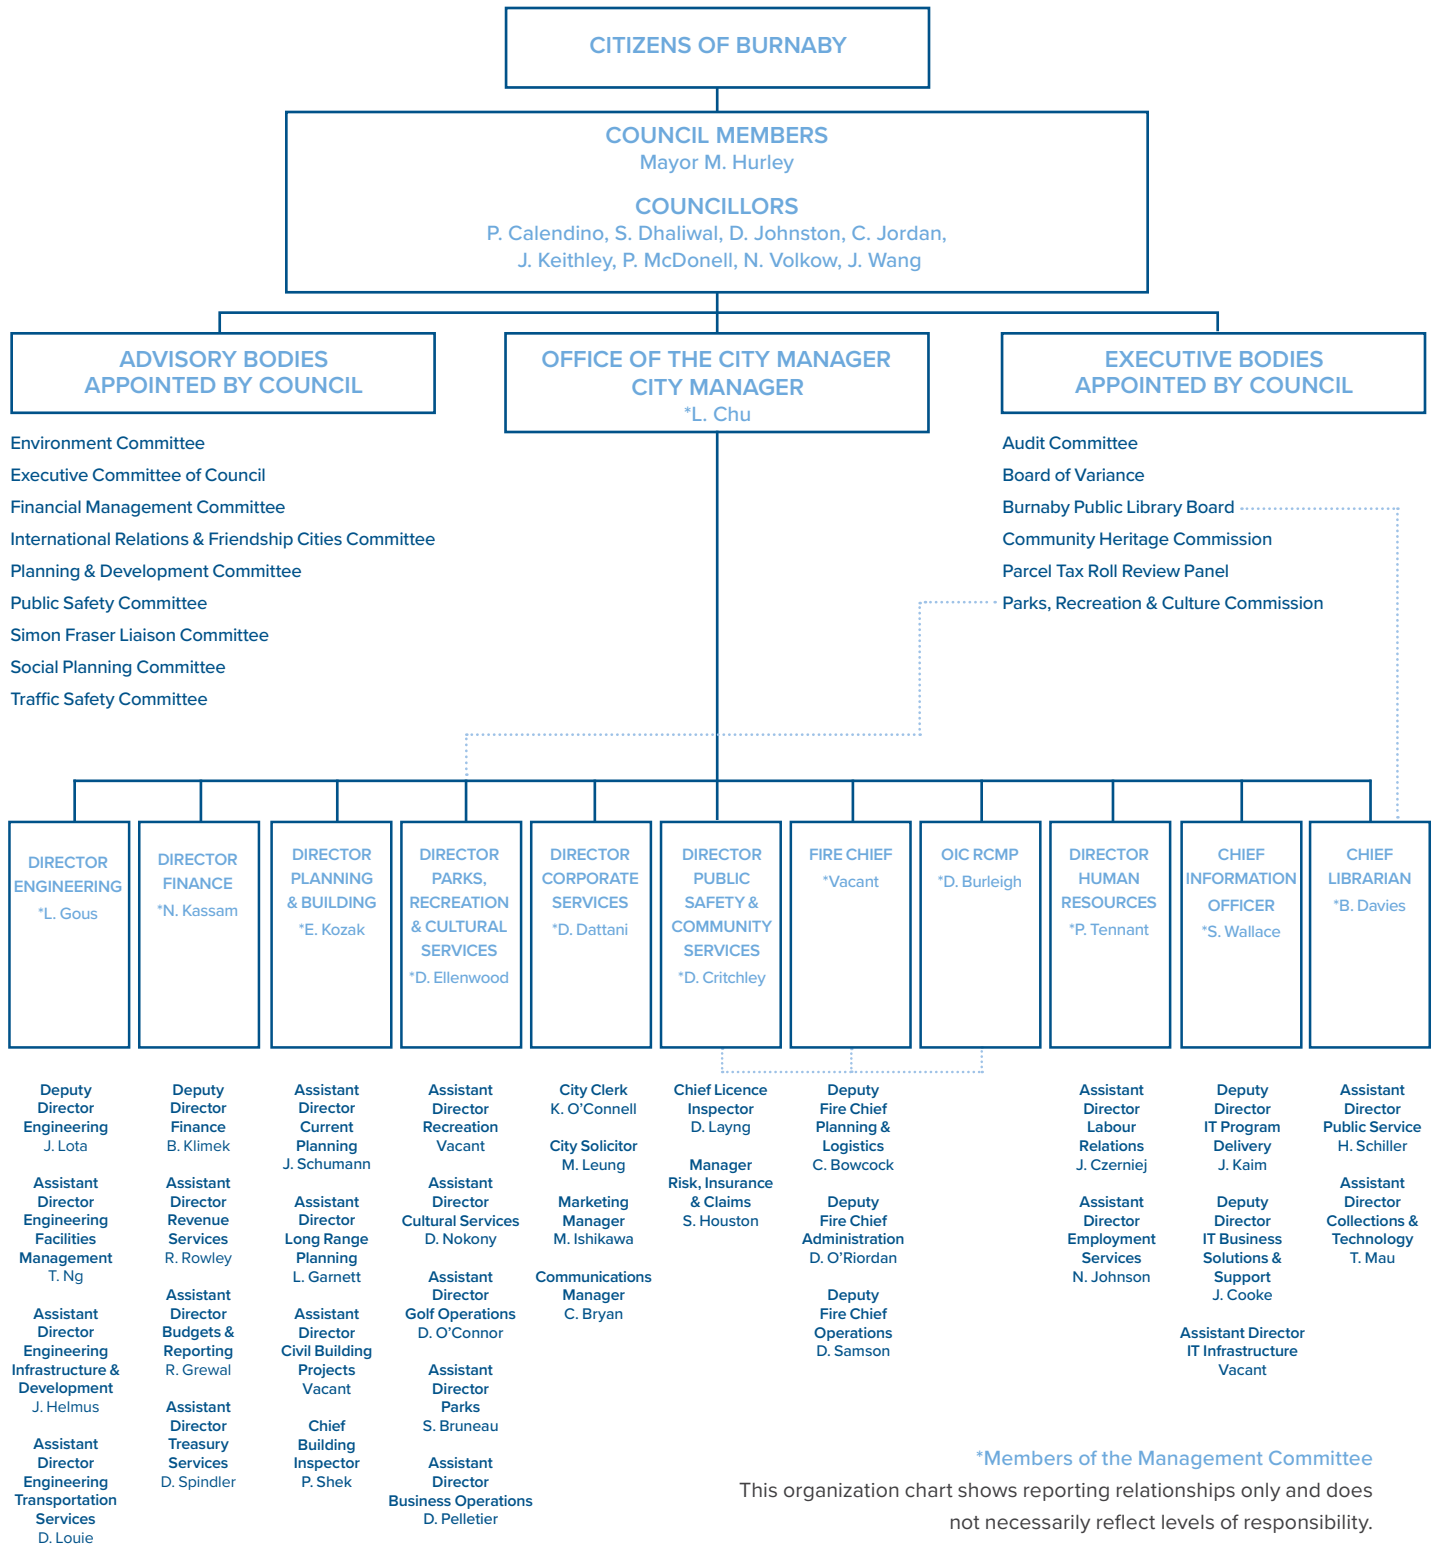 CITIZENS OF BURNABY
COUNCIL MEMBERS
Mayor M. Hurley
COUNCILLORS
P. Calendino, S. Dhaliwal, D. Johnston, C. Jordan,
J. Keithley, P. McDonell, N. Volkow, J. Wang
ADVISORY BODIES
APPOINTED BY COUNCIL
Environment Committee
Executive Committee of Council
Financial Management Committee
International Relations & Friendship Cities Committee
Planning & Development Committee
Public Safety Committee
Simon Fraser Liaison Committee
Social Planning Committee
Traffic Safety Committee
OFFICE OF THE CITY MANAGER
CITY MANAGER
*L. Chu
EXECUTIVE BODIES
APPOINTED BY COUNCIL
Audit Committee
Board of Variance
Burnaby Public Library Board
Community Heritage Commission
Parcel Tax Roll Review Panel
Parks, Recreation & Culture Commission
DIRECTOR
ENGINEERING
*L. Gous
Deputy
Director
Engineering
J. Lota
Assistant
Director
Engineering
Facilities
Management
T. Ng
Assistant
Director
Engineering
Infrastructure &
Development
J. Helmus
Assistant
Director
Engineering
Transportation
Services
D. Louie
DIRECTOR
FINANCE
*N. Kassam
Deputy
Director
Finance
B. Klimek
Assistant
Director
Revenue
Services
R. Rowley
Assistant
Director
Budgets &
Reporting
R. Grewal
Assistant
Director
Treasury
Services
D. Spindler
DIRECTOR
PLANNING
& BUILDING
*E. Kozak
Assistant
Director
Current
Planning
J. Schumann
Assistant
Director
Long Range
Planning
L. Garnett
Assistant
Director
Civil Building
Projects
Vacant
Chief
Building
Inspector
P. Shek
DIRECTOR
PARKS,
RECREATION
& CULTURAL
SERVICES
*D. Ellenwood
Assistant
Director
Recreation
Vacant
Assistant
Director
Cultural Services
D. Nokony
Assistant
Director
Golf Operations
D. O'Connor
Assistant
Director
Parks
S. Bruneau
Assistant
Director
Business Operations
D. Pelletier
DIRECTOR
CORPORATE
SERVICES
*D. Dattani
City Clerk
K. O'Connell
City Solicitor
M. Leung
Marketing
Manager
M. Ishikawa
Communications
Manager
C. Bryan
DIRECTOR
PUBLIC
SAFETY &
COMMUNITY
SERVICES
*D. Critchley
Chief Licence
Inspector
D. Layng
Manager
Risk, Insurance
& Claims
S. Houston
FIRE CHIEF
*Vacant
Deputy
Fire Chief
Planning &
Logistics
C. Bowcock
Deputy
Fire Chief
Administration
D. O'Riordan
Deputy
Fire Chief
Operations
D. Samson
OIC RCMP
*D. Burleigh
DIRECTOR
HUMAN
RESOURCES
*P. Tennant
Assistant
Director
Labour
Relations
J. Czerniej
Assistant
Director
Employment
Services
N. Johnson
CHIEF
INFORMATION
OFFICER
*S. Wallace
Deputy
Director
IT Program
Delivery
J. Kaim
Deputy
Director
IT Business
Solutions &
Support
J. Cooke
Assistant Director
IT Infrastructure
Vacant
CHIEF
LIBRARIAN
*B. Davies
Assistant
Director
Public Service
H. Schiller
Assistant
Director
Collections &
Technology
T. Mau
*Members of the Management Committee
This organization chart shows reporting relationships only and does
not necessarily reflect levels of responsibility.